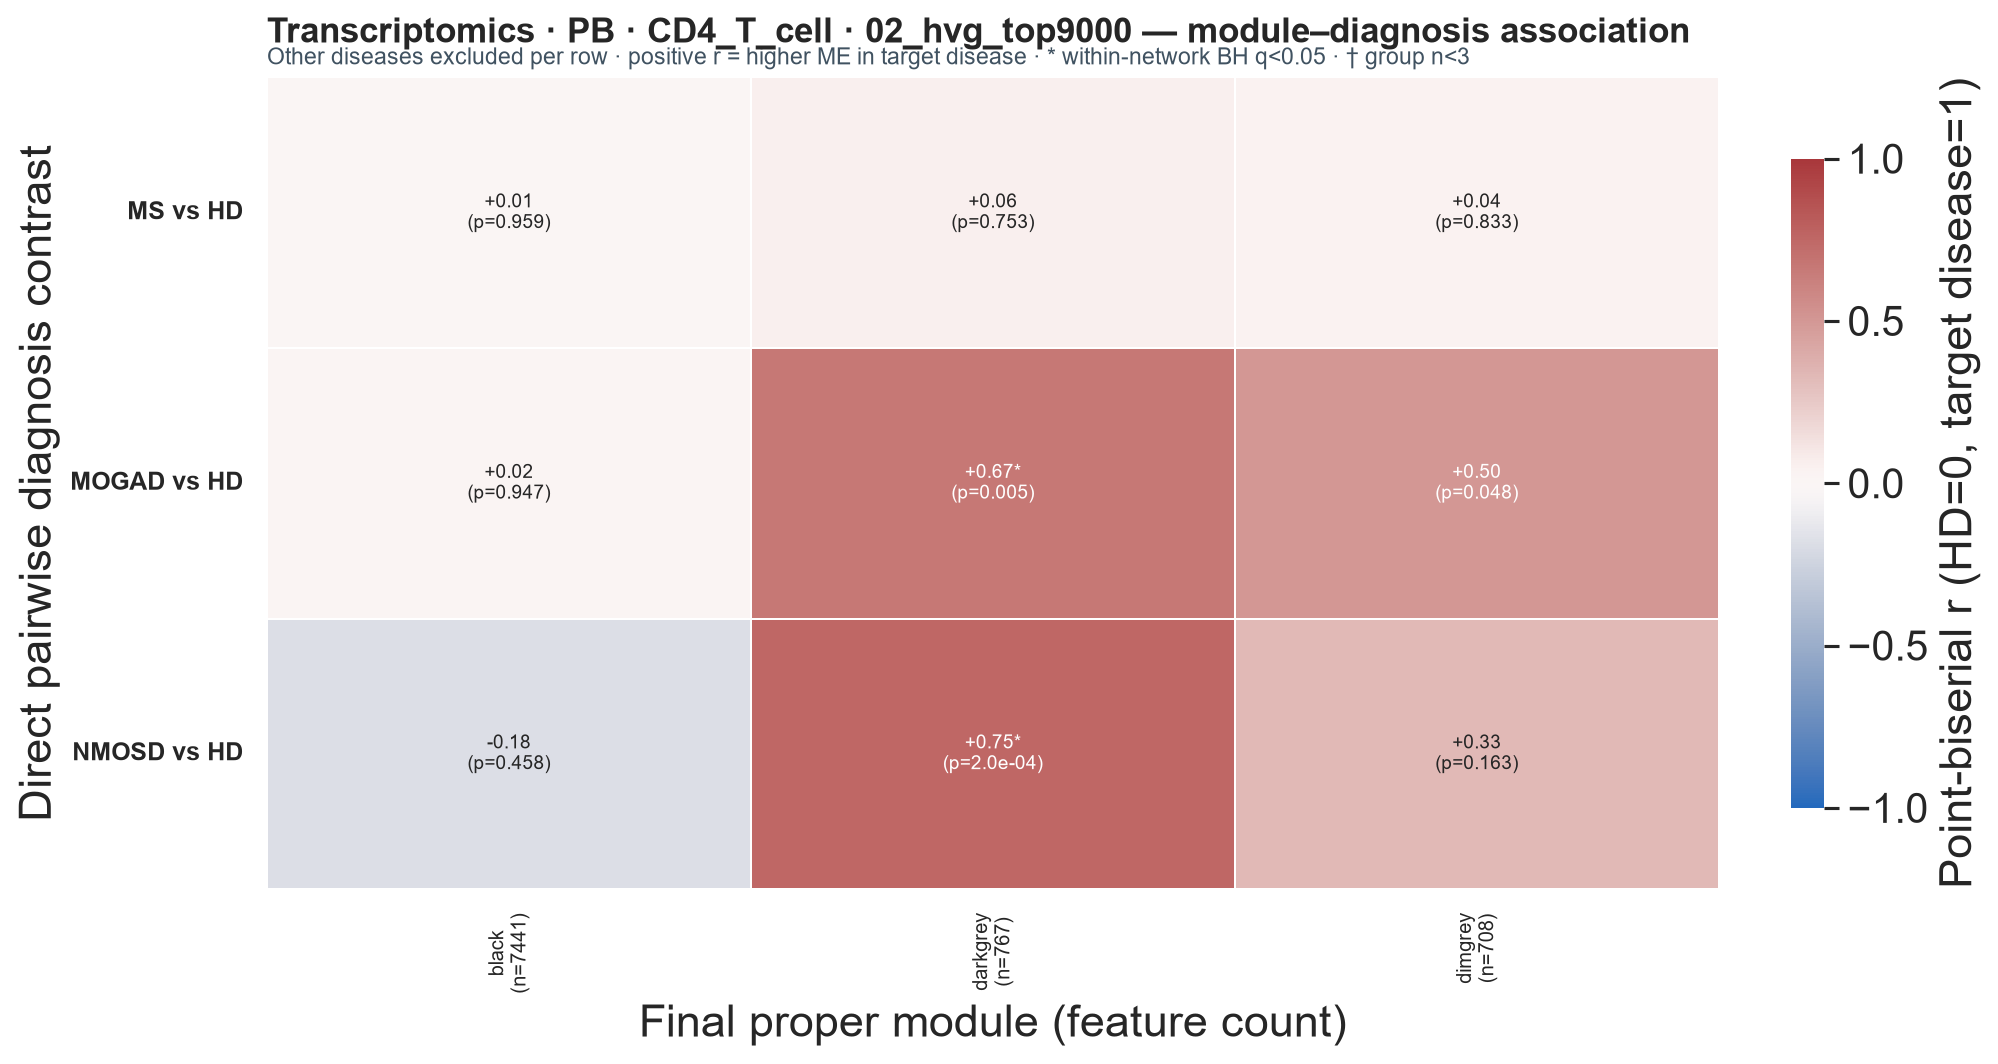 Transcriptomics · PB · CD4_T_cell · 02_hvg_top9000 — module–diagnosis association
Other diseases excluded per row · positive r = higher ME in target disease · * within-network BH q<0.05 · † group n<3
Direct pairwise diagnosis contrast
MS vs HD
+0.01
(p=0.959)
+0.06
(p=0.753)
+0.04
(p=0.833)
MOGAD vs HD
+0.02
(p=0.947)
+0.67*
(p=0.005)
+0.50
(p=0.048)
NMOSD vs HD
-0.18
(p=0.458)
+0.75*
(p=2.0e-04)
+0.33
(p=0.163)
black
(n=7441)
darkgrey
(n=767)
dimgrey
(n=708)
Final proper module (feature count)
1.0
0.5
0.0
−0.5
−1.0
Point-biserial r (HD=0, target disease=1)